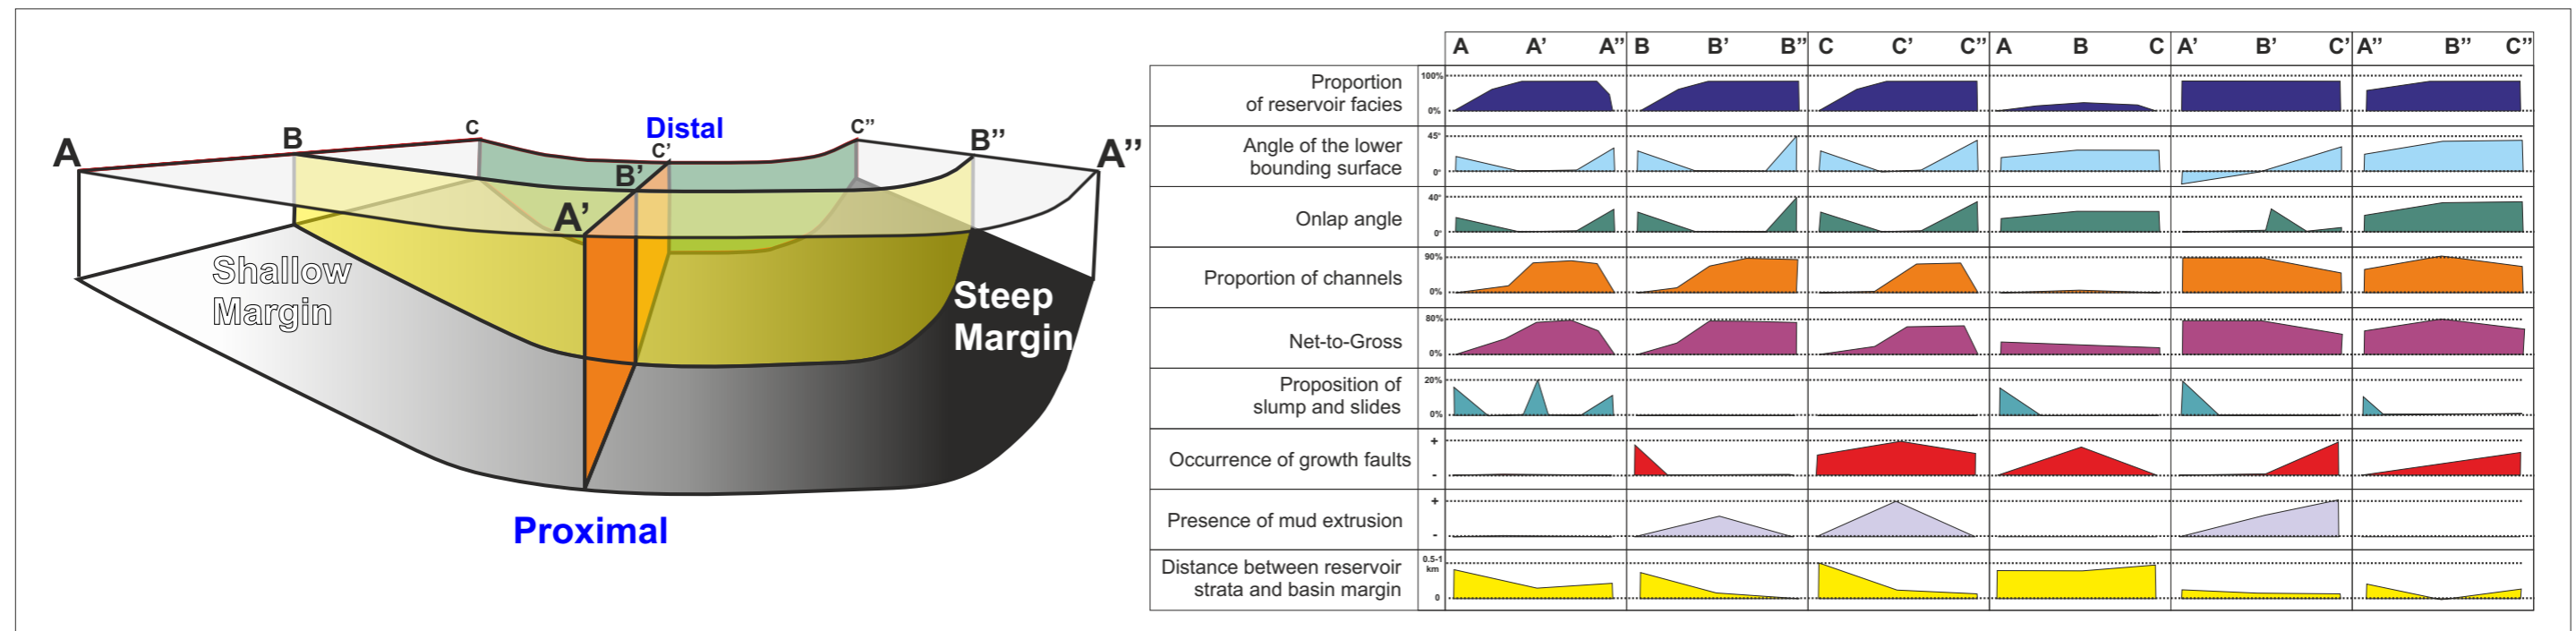 A
B
C
Distal
C’
C’’
B’’
A’’
B’
A’
Shallow
Margin
Steep
Margin
Proximal
A A’ A’’ B B’ B’’ C C’ C’’ A B C A’ B’ C’ A’’ B’’ C’’
Proportion
of reservoir facies
100%
0%
Angle of the lower
bounding surface
45°
0°
Onlap angle
40°
0°
Proportion of channels
90%
0%
Net-to-Gross
80%
0%
Proposition of
slump and slides
20%
0%
Occurrence of growth faults
+
-
Presence of mud extrusion
+
-
Distance between reservoir
strata and basin margin
0.5-1
km
0